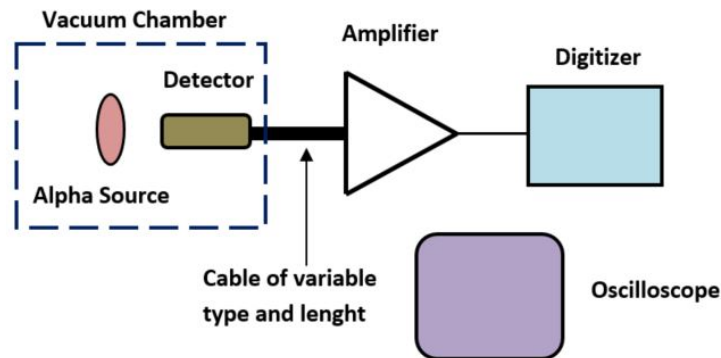 Vacuum Chamber
Amplifier
Detector
Digitizer
Alpha Source
Cable of variable
type and lenght
Oscilloscope